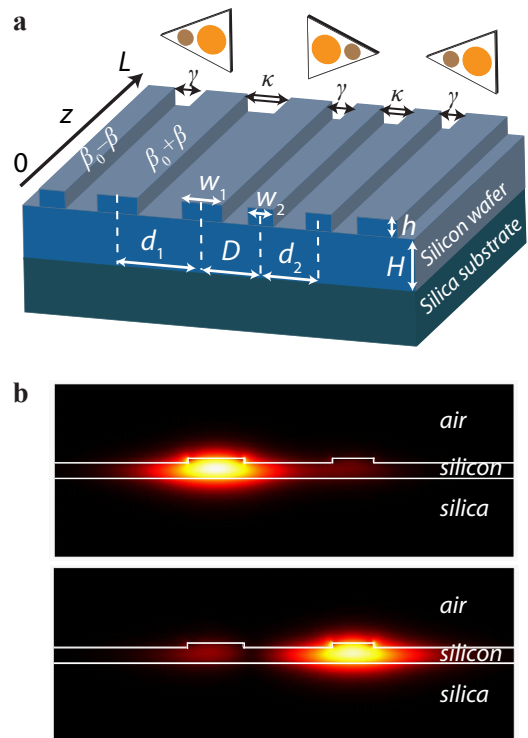 a
L
γ
κ
γ
κ
γ
z
β₀−β
β₀+β
0
w₁
w₂
h
d₁
D
d₂
H
Silicon wafer
Silica substrate
b
air
silicon
silica
air
silicon
silica